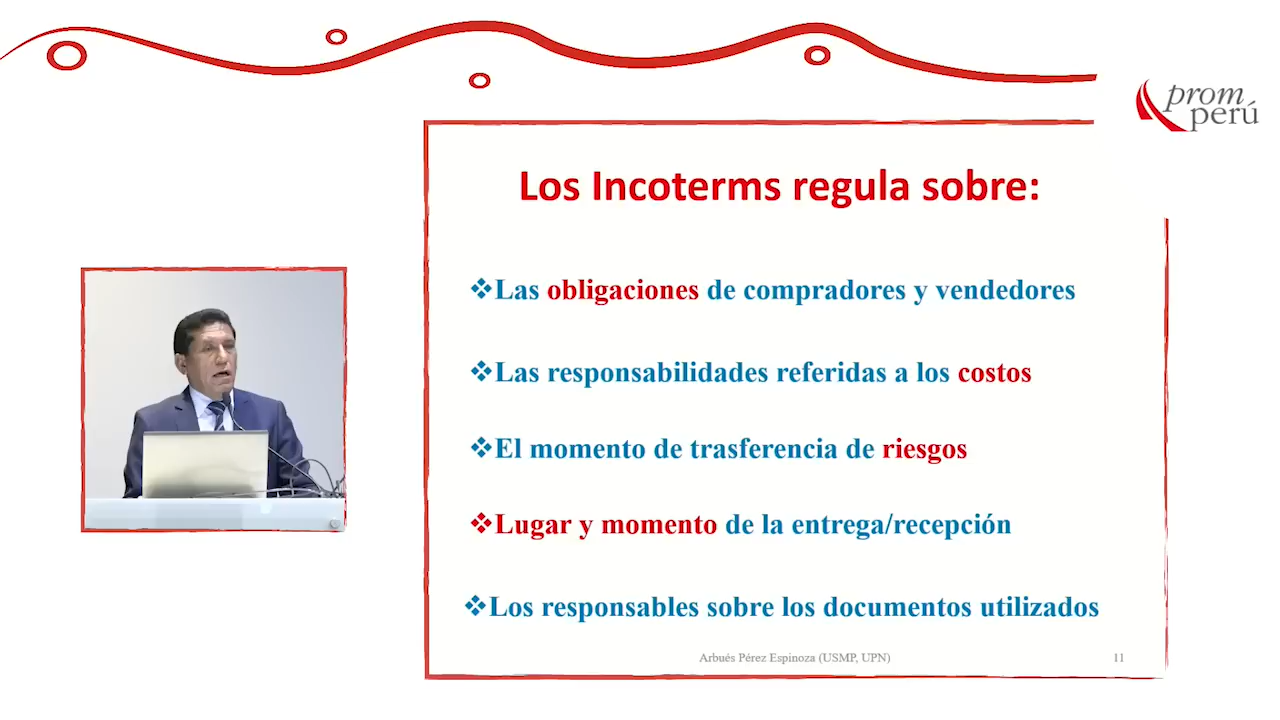 prom
perú
Los Incoterms regula sobre:
❖Las obligaciones de compradores y vendedores
❖Las responsabilidades referidas a los costos
❖El momento de trasferencia de riesgos
❖Lugar y momento de la entrega/recepción
❖Los responsables sobre los documentos utilizados
Arbués Pérez Espinoza (USMP, UPN)
11